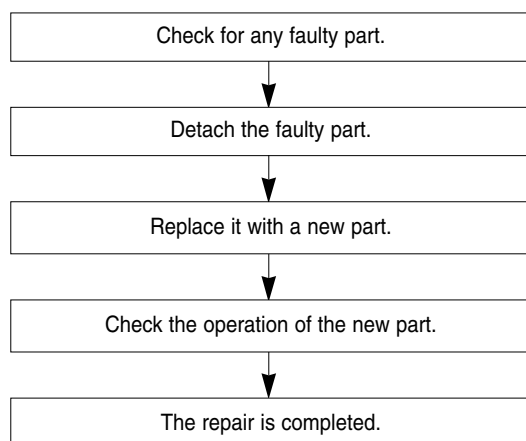 Check for any faulty part.
Detach the faulty part.
Replace it with a new part.
Check the operation of the new part.
The repair is completed.